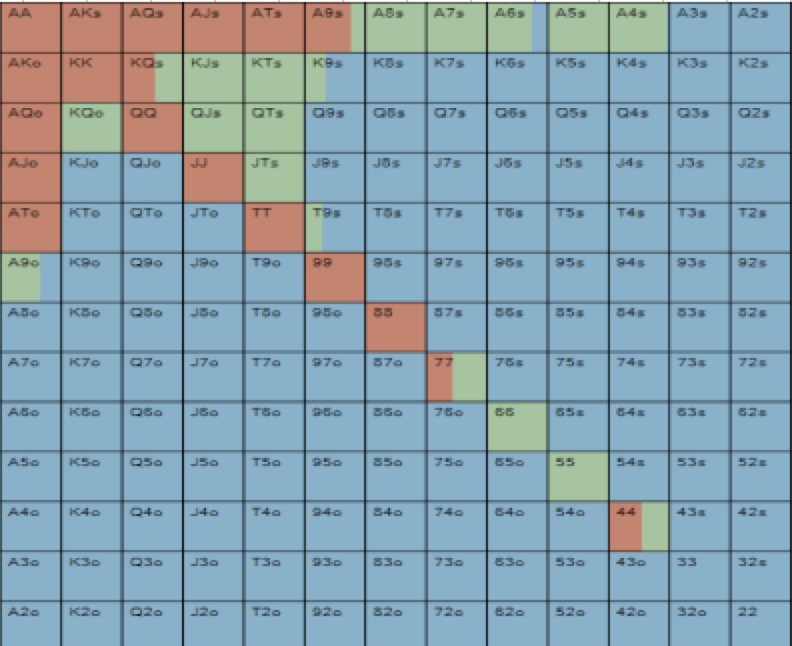 AA AKs AQs AJs ATs A9s A8s A7s A6s A5s A4s A3s A2s
AKo KK KQs KJs KTs K9s K8s K7s K6s K5s K4s K3s K2s
AQo KQo QQ QJs QTs Q9s Q8s Q7s Q6s Q5s Q4s Q3s Q2s
AJo KJo QJo JJ JTs J9s J8s J7s J6s J5s J4s J3s J2s
ATo KTo QTo JTo TT T9s T8s T7s T6s T5s T4s T3s T2s
A9o K9o Q9o J9o T9o 99 98s 97s 96s 95s 94s 93s 92s
A8o K8o Q8o J8o T8o 98o 88 87s 86s 85s 84s 83s 82s
A7o K7o Q7o J7o T7o 97o 87o 77 76s 75s 74s 73s 72s
A6o K6o Q6o J6o T6o 96o 86o 76o 66 65s 64s 63s 62s
A5o K5o Q5o J5o T5o 95o 85o 75o 65o 55 54s 53s 52s
A4o K4o Q4o J4o T4o 94o 84o 74o 64o 54o 44 43s 42s
A3o K3o Q3o J3o T3o 93o 83o 73o 63o 53o 43o 33 32s
A2o K2o Q2o J2o T2o 92o 82o 72o 62o 52o 42o 32o 22